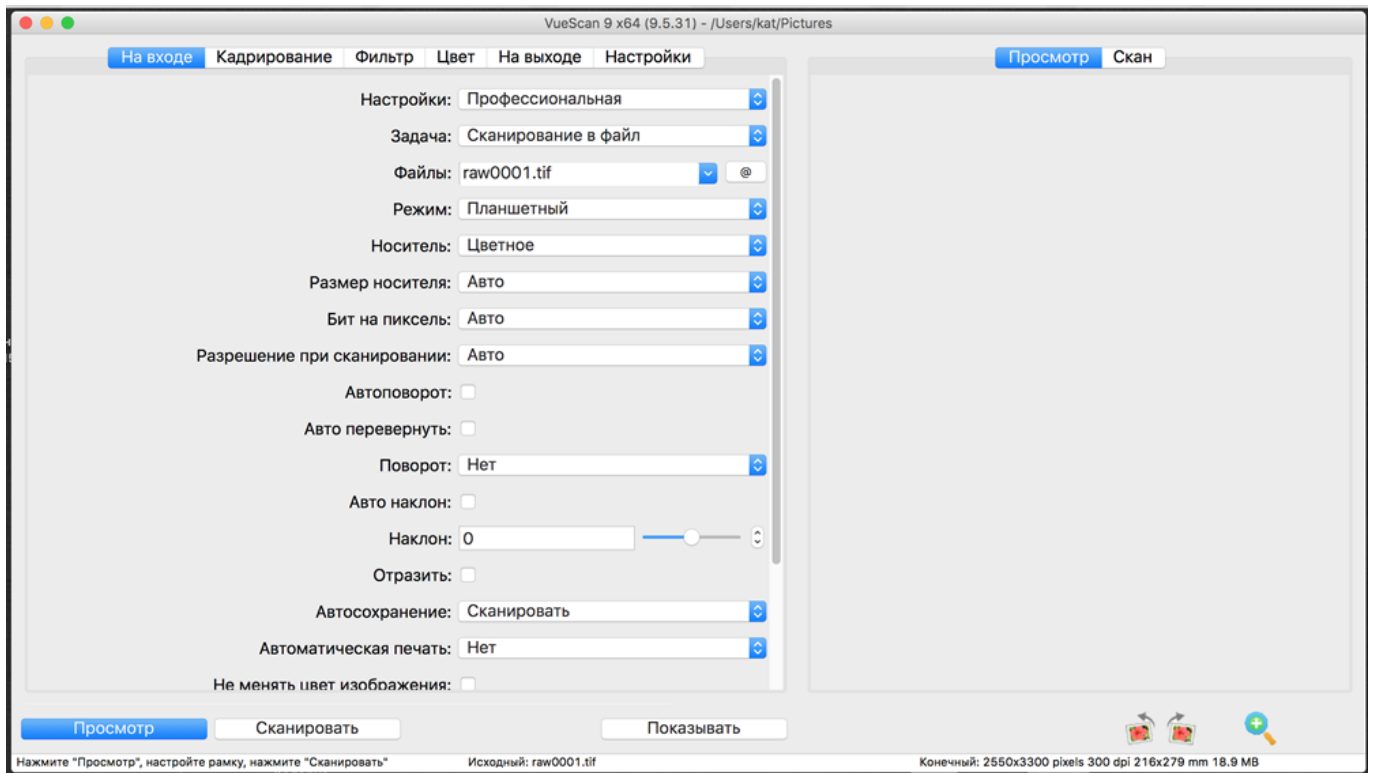 VueScan 9 x64 (9.5.31) - /Users/kat/Pictures
На входе Кадрирование Фильтр Цвет На выходе Настройки
Просмотр Скан
Настройки: Профессиональная
Задача: Сканирование в файл
Файлы: raw0001.tif @
Режим: Планшетный
Носитель: Цветное
Размер носителя: Авто
Бит на пиксель: Авто
Разрешение при сканировании: Авто
Автоповорот:
Авто перевернуть:
Поворот: Нет
Авто наклон:
Наклон: 0
Отразить:
Автосохранение: Сканировать
Автоматическая печать: Нет
Не менять цвет изображения:
Просмотр Сканировать Показывать
Нажмите "Просмотр", настройте рамку, нажмите "Сканировать" Исходный: raw0001.tif Конечный: 2550x3300 pixels 300 dpi 216x279 mm 18.9 MB